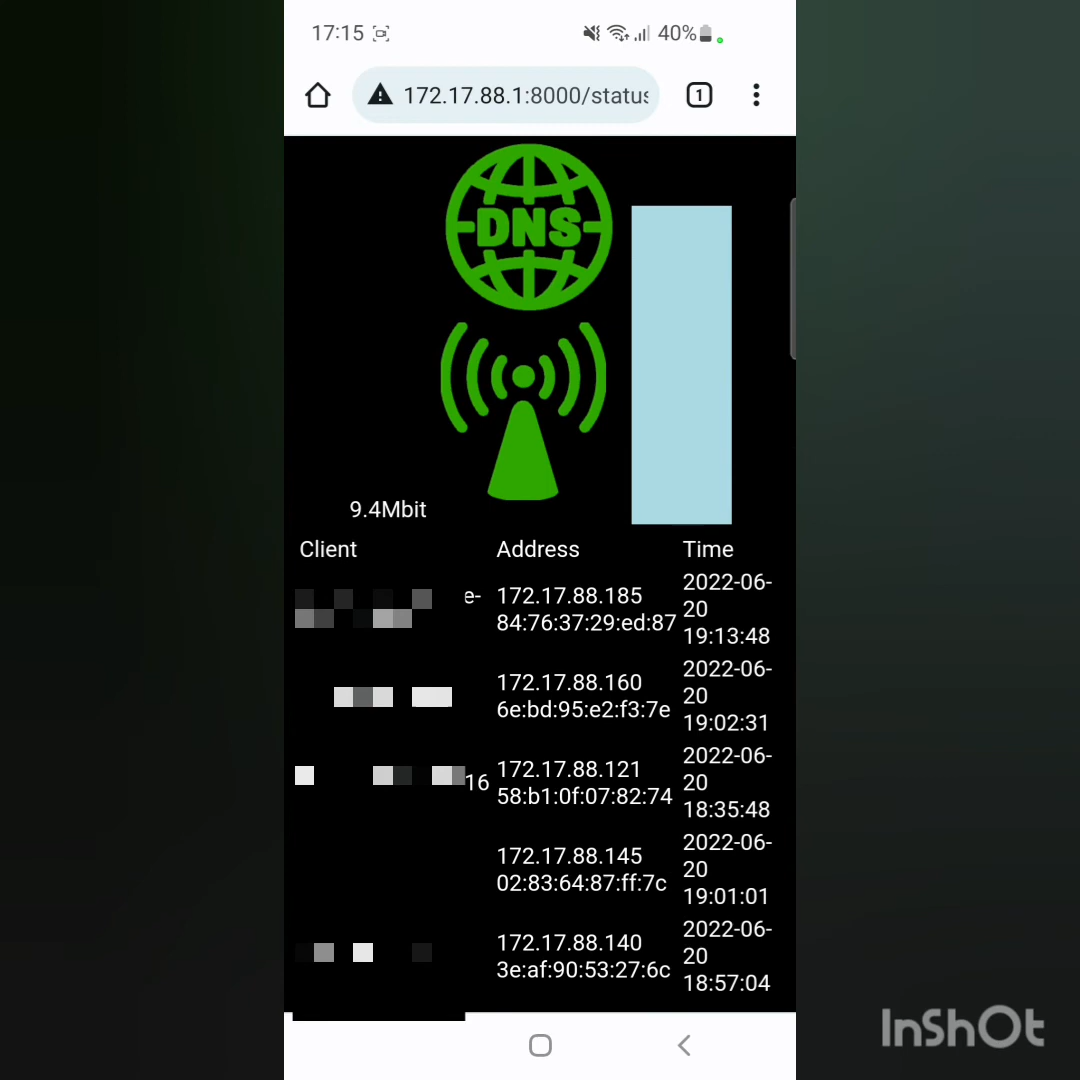 17:15
40%
172.17.88.1:8000/status
1
DNS
9.4Mbit
Client Address Time
e- 172.17.88.185 2022-06-
84:76:37:29:ed:87 20
19:13:48
172.17.88.160 2022-06-
6e:bd:95:e2:f3:7e 20
19:02:31
16 172.17.88.121 2022-06-
58:b1:0f:07:82:74 20
18:35:48
172.17.88.145 2022-06-
02:83:64:87:ff:7c 20
19:01:01
172.17.88.140 2022-06-
3e:af:90:53:27:6c 20
18:57:04
InShOt